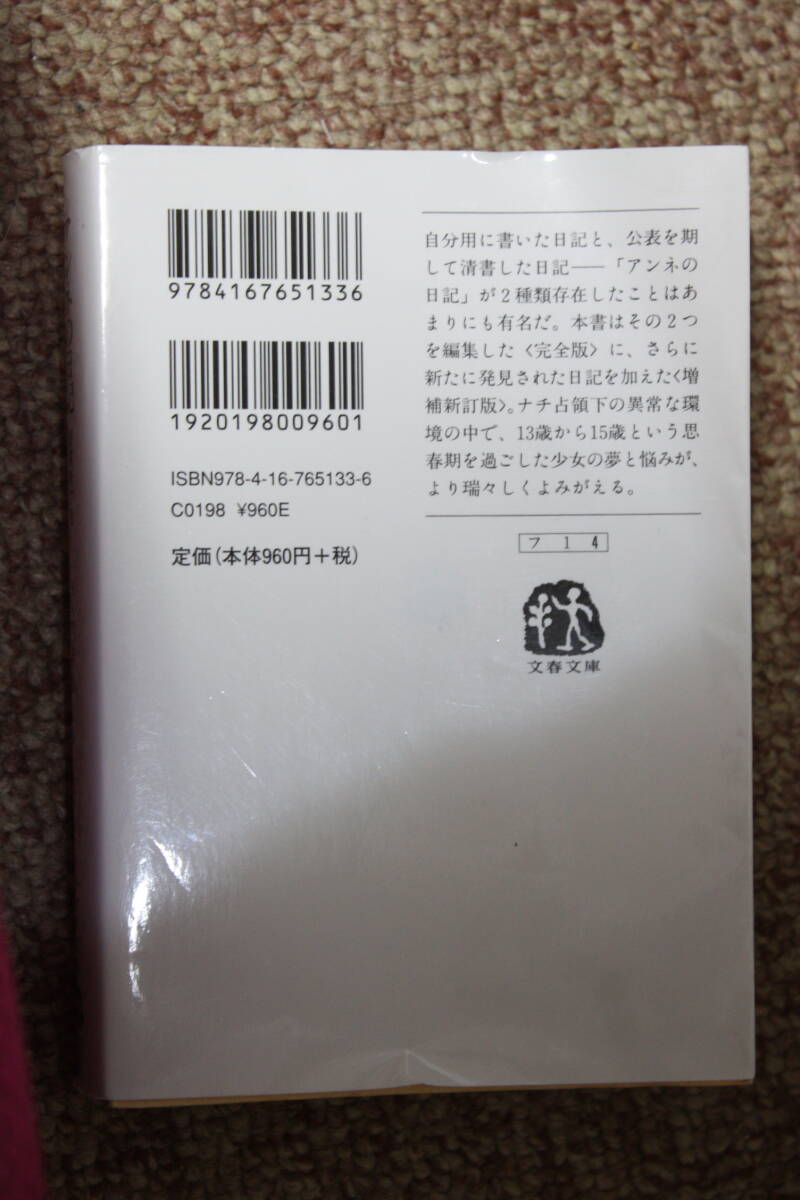 9784167651336
1920198009601
ISBN978-4-16-765133-6
C0198 ¥960E
定価(本体960円+税)
自分用に書いた日記と、公表を期
して清書した日記――「アンネの
日記」が2種類存在したことはあ
まりにも有名だ。本書はその2つ
を編集した〈完全版〉に、さらに
新たに発見された日記を加えた〈増
補新訂版〉。ナチ占領下の異常な環
境の中で、13歳から15歳という思
春期を過ごした少女の夢と悩みが、
より瑞々しくよみがえる。
フ 1 4
文春文庫